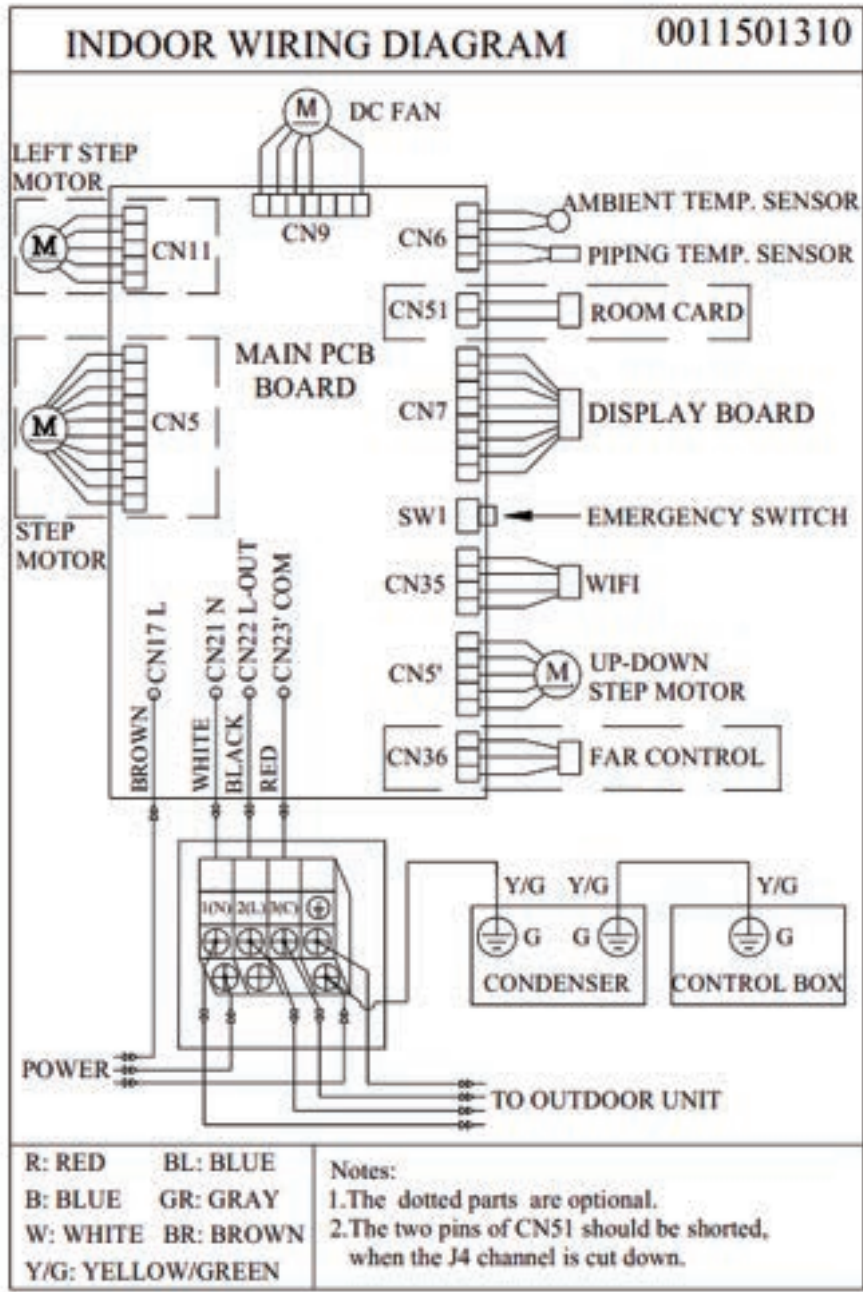 INDOOR WIRING DIAGRAM 0011501310
M DC FAN
LEFT STEP
MOTOR
M CN11
CN9
CN6
AMBIENT TEMP. SENSOR
PIPING TEMP. SENSOR
CN51 ROOM CARD
MAIN PCB
BOARD
M CN5
CN7 DISPLAY BOARD
STEP
MOTOR
SW1 EMERGENCY SWITCH
CN35 WIFI
CN5' M UP-DOWN
STEP MOTOR
CN36 FAR CONTROL
BROWN CN17 L
WHITE CN21 N
BLACK CN22 L-OUT
RED CN23' COM
1(N) 2(L) 3(C)
Y/G Y/G Y/G
G G G
CONDENSER CONTROL BOX
POWER
TO OUTDOOR UNIT
R: RED BL: BLUE
B: BLUE GR: GRAY
W: WHITE BR: BROWN
Y/G: YELLOW/GREEN
Notes:
1.The dotted parts are optional.
2.The two pins of CN51 should be shorted,
when the J4 channel is cut down.